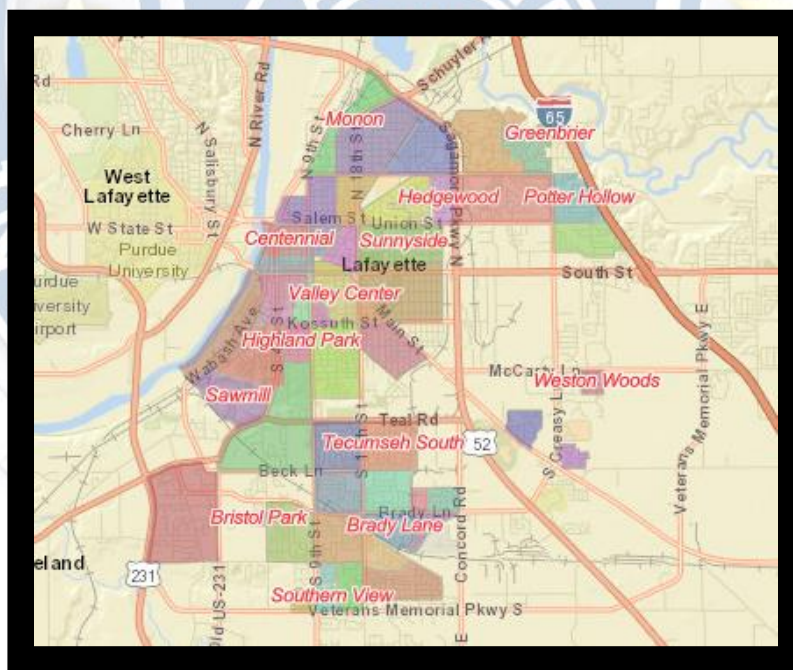 Schuyler
Rd
Monon
65
Greenbrier
Cherry Ln
N River Rd
N Salisbury St
N 9th St
N 18th St
Sagamore Pkwy N
West
Lafayette
Hedgewood
Potter Hollow
W State St
Salem St
Union St
Purdue
University
Centennial
Sunnyside
Lafayette
South St
Valley Center
Kossuth St
Main St
Wabash Ave
S 4th St
Highland Park
McCarty Ln
Weston Woods
Veterans Memorial Pkwy E
Sawmill
Teal Rd
Tecumseh South
52
S Creasy Ln
Beck Ln
Brady Ln
Bristol Park
Brady Lane
S 9th St
Concord Rd
231
Old US-231
Southern View
Veterans Memorial Pkwy S
E